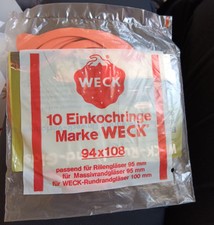 WECK
10 Einkochringe
Marke WECK
94x108
passend für Rillengläser 95 mm
für Massivrandgläser 95 mm
für WECK-Rundrandgläser 100 mm